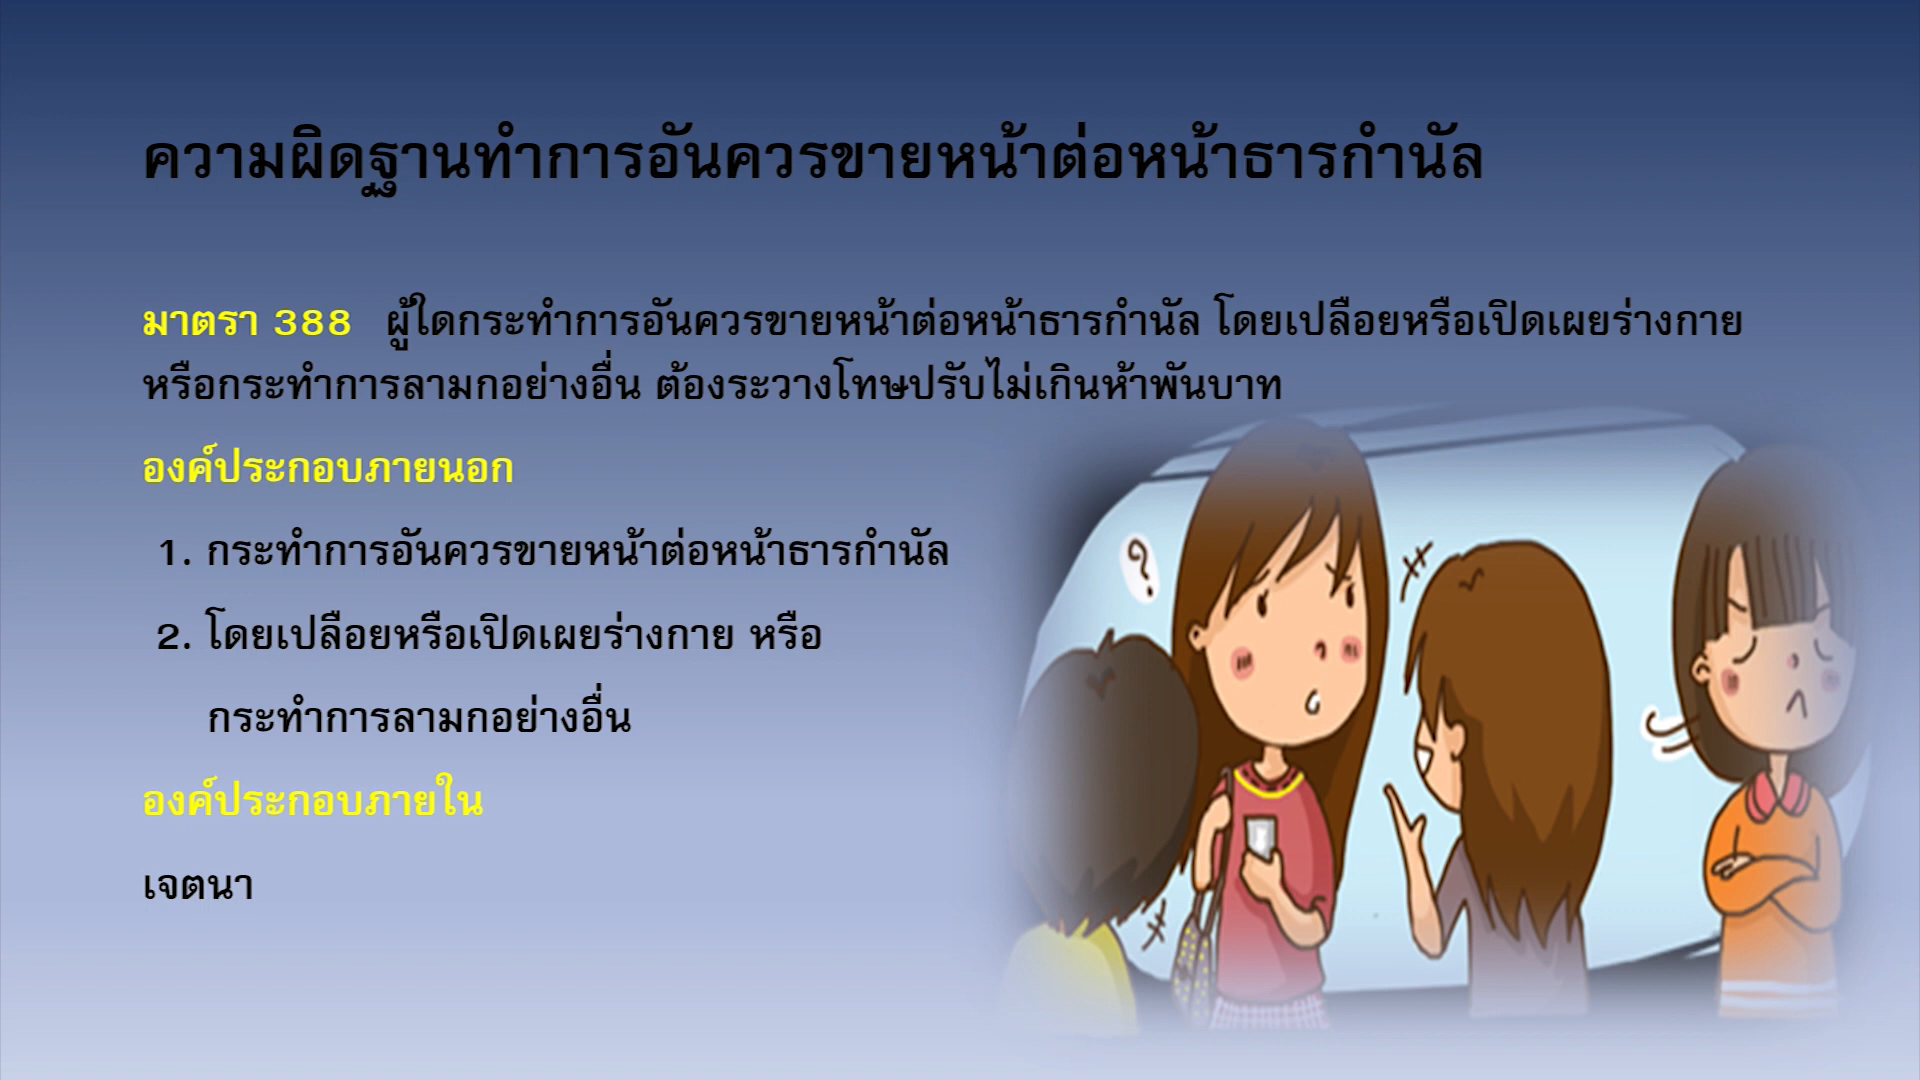 ความผิดฐานทำการอันควรขายหน้าต่อหน้าธารกำนัล
มาตรา 388 ผู้ใดกระทำการอันควรขายหน้าต่อหน้าธารกำนัล โดยเปลือยหรือเปิดเผยร่างกาย
หรือกระทำการลามกอย่างอื่น ต้องระวางโทษปรับไม่เกินห้าพันบาท
องค์ประกอบภายนอก
1. กระทำการอันควรขายหน้าต่อหน้าธารกำนัล
2. โดยเปลือยหรือเปิดเผยร่างกาย หรือ
กระทำการลามกอย่างอื่น
?
องค์ประกอบภายใน
เจตนา